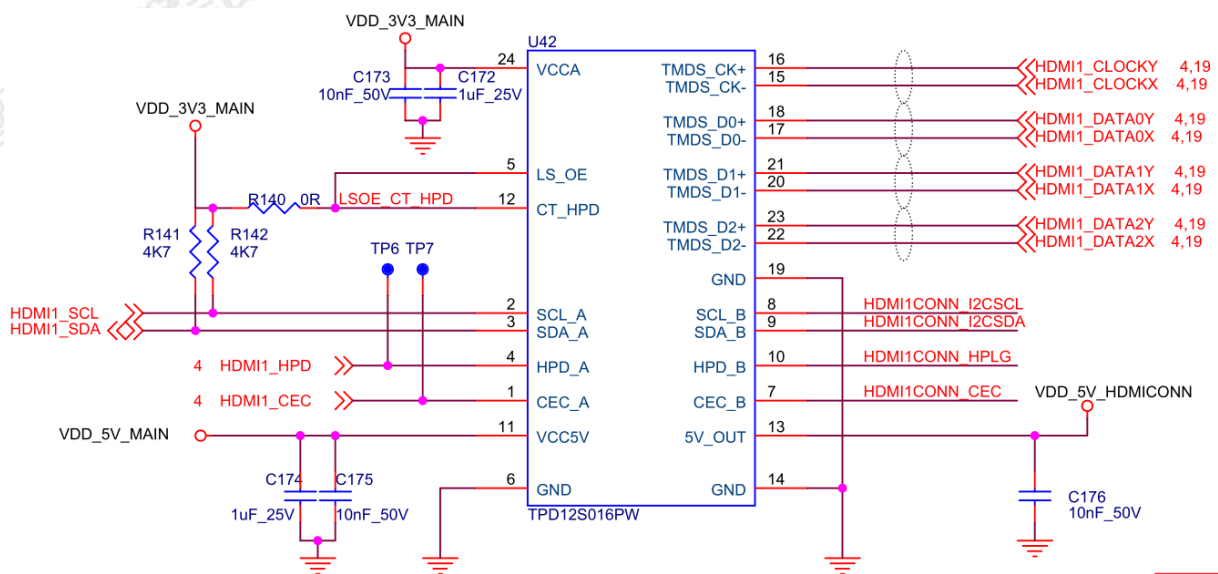 VDD_3V3_MAIN
U42
24 VCCA
C173
10nF_50V
C172
1uF_25V
TMDS_CK+ 16 HDMI1_CLOCKY 4,19
TMDS_CK- 15 HDMI1_CLOCKX 4,19
VDD_3V3_MAIN
TMDS_D0+ 18 HDMI1_DATA0Y 4,19
TMDS_D0- 17 HDMI1_DATA0X 4,19
5 LS_OE
TMDS_D1+ 21 HDMI1_DATA1Y 4,19
TMDS_D1- 20 HDMI1_DATA1X 4,19
R140 0R LSOE_CT_HPD 12 CT_HPD
TMDS_D2+ 23 HDMI1_DATA2Y 4,19
TMDS_D2- 22 HDMI1_DATA2X 4,19
R141
4K7
R142
4K7
TP6 TP7
GND 19
HDMI1_SCL 2 SCL_A
SCL_B 8 HDMI1CONN_I2CSCL
HDMI1_SDA 3 SDA_A
SDA_B 9 HDMI1CONN_I2CSDA
4 HDMI1_HPD 4 HPD_A
HPD_B 10 HDMI1CONN_HPLG
4 HDMI1_CEC 1 CEC_A
CEC_B 7 HDMI1CONN_CEC
VDD_5V_HDMICONN
VDD_5V_MAIN 11 VCC5V
5V_OUT 13
C174
1uF_25V
C175
10nF_50V
6 GND
GND 14
C176
10nF_50V
TPD12S016PW